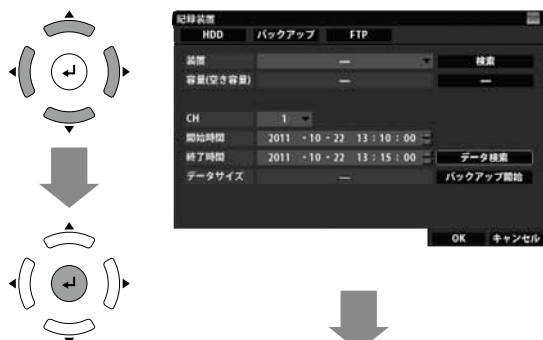 記録装置
HDD バックアップ FTP
装置 — 検索
容量(空き容量) — —
CH 1
開始時間 2011 - 10 - 22 13 : 10 : 00
終了時間 2011 - 10 - 22 13 : 15 : 00 データ検索
データサイズ — バックアップ開始
OK キャンセル